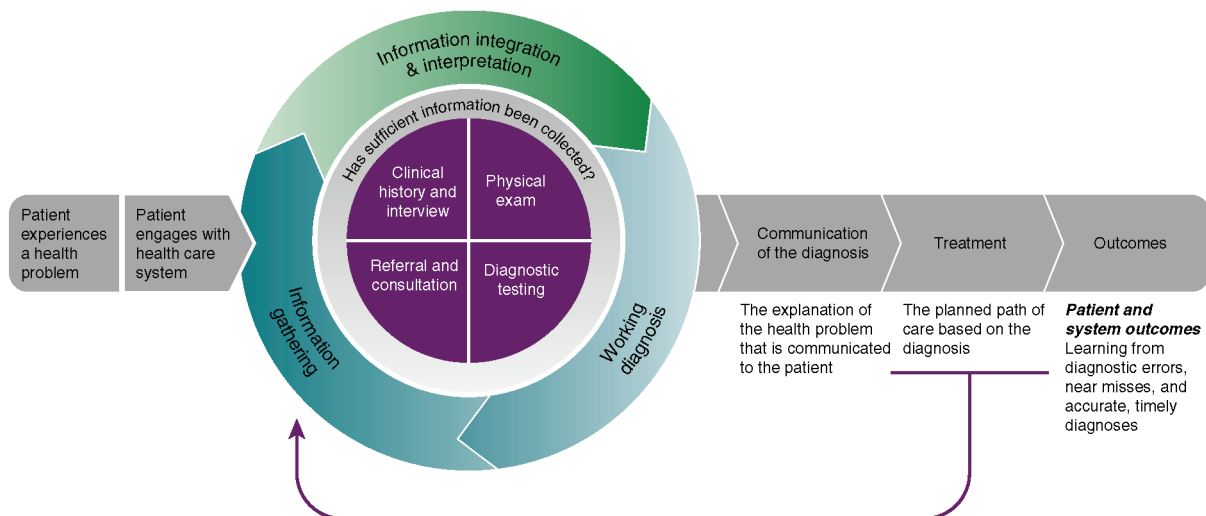 Information integration
& interpretation
Has sufficient information been collected?
Clinical
history and
interview
Physical
exam
Referral and
consultation
Diagnostic
testing
Information
gathering
Working
diagnosis
Patient
experiences
a health
problem
Patient
engages with
health care
system
Communication
of the diagnosis
Treatment
Outcomes
The explanation of
the health problem
that is communicated
to the patient
The planned path of
care based on the
diagnosis
Patient and
system outcomes
Learning from
diagnostic errors,
near misses, and
accurate, timely
diagnoses